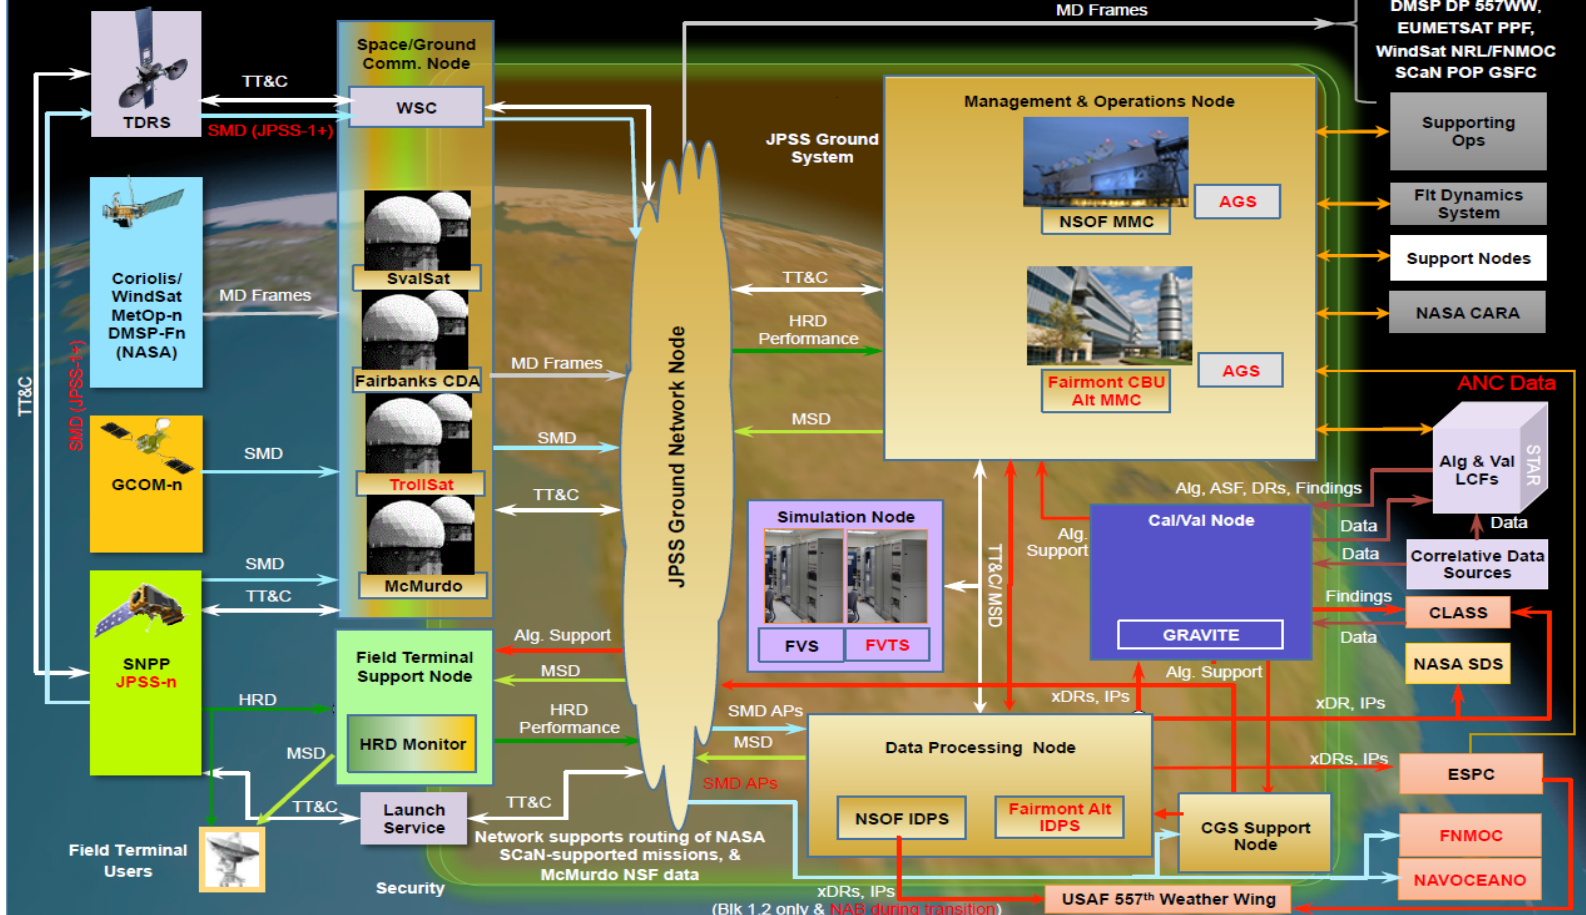 DMSP DP 557WW,
EUMETSAT PPF,
WindSat NRL/FNMOC
SCaN POP GSFC
MD Frames
Space/Ground
Comm. Node
TDRS
TT&C
SMD (JPSS-1+)
WSC
Management & Operations Node
JPSS Ground
System
NSOF MMC
AGS
Fairmont CBU
Alt MMC
AGS
Supporting
Ops
Flt Dynamics
System
Support Nodes
NASA CARA
Coriolis/
WindSat
MetOp-n
DMSP-Fn
(NASA)
MD Frames
SvalSat
Fairbanks CDA
TrollSat
McMurdo
TT&C
SMD (JPSS-1+)
GCOM-n
SMD
SMD
TT&C
SNPP
JPSS-n
MD Frames
SMD
TT&C
JPSS Ground Network Node
TT&C
HRD
Performance
MSD
ANC Data
Alg & Val
LCFs
STAR
Alg, ASF, DRs, Findings
Data
Data
Data
Correlative Data
Sources
Simulation Node
FVS
FVTS
TT&C/ MSD
Alg.
Support
Cal/Val Node
GRAVITE
Findings
Data
CLASS
NASA SDS
Alg. Support
xDRs, IPs
xDR, IPs
Field Terminal
Support Node
HRD Monitor
Alg. Support
MSD
HRD
Performance
HRD
MSD
SMD APs
MSD
SMD APs
Data Processing Node
NSOF IDPS
Fairmont Alt
IDPS
xDRs, IPs
ESPC
CGS Support
Node
FNMOC
NAVOCEANO
TT&C
Launch
Service
TT&C
Field Terminal
Users
Network supports routing of NASA
SCaN-supported missions, &
McMurdo NSF data
Security
xDRs, IPs
(Blk 1.2 only & NAB during transition)
USAF 557th Weather Wing